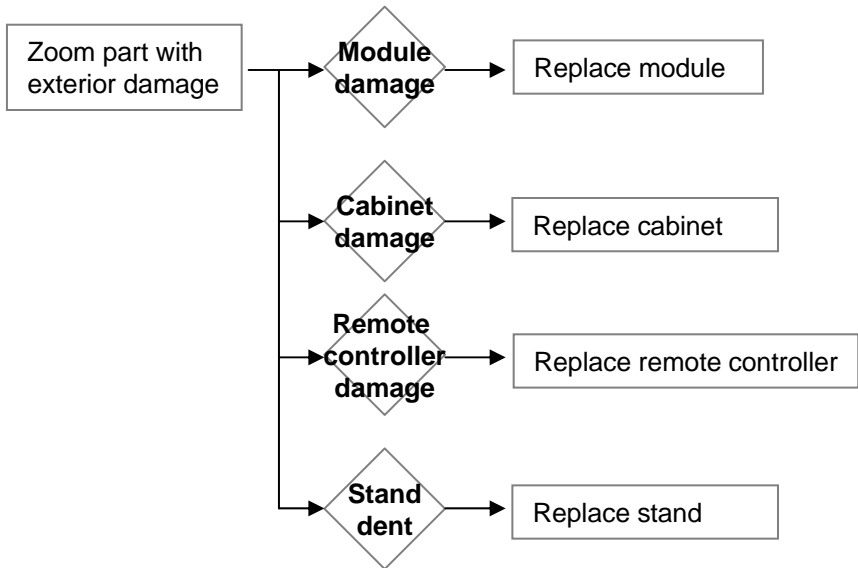 Zoom part with
exterior damage
Module
damage
Replace module
Cabinet
damage
Replace cabinet
Remote
controller
damage
Replace remote controller
Stand
dent
Replace stand